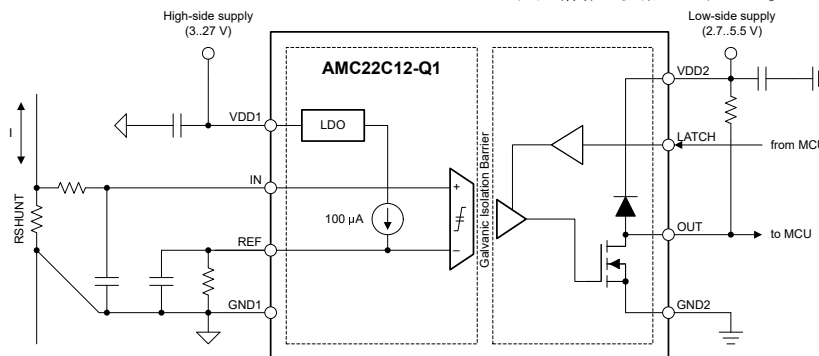 High-side supply
(3..27 V)
Low-side supply
(2.7..5.5 V)
AMC22C12-Q1
VDD1
LDO
VDD2
LATCH
from MCU
I
IN
+
100 μA
Galvanic Isolation Barrier
RSHUNT
REF
–
OUT
to MCU
GND1
GND2